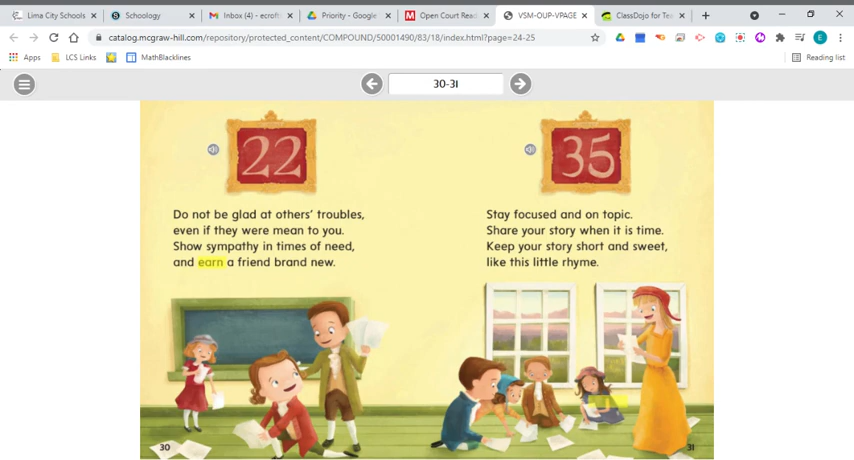 Lima City Schools
Schoology
Inbox (4) - ecrofts
Priority - Google
Open Court Read
VSM-OUP-VPAGE
ClassDojo for Tea
catalog.mcgraw-hill.com/repository/protected_content/COMPOUND/50001490/83/18/index.html?page=24-25
E
Apps
LCS Links
MathBlacklines
Reading list
30-31
22
Do not be glad at others' troubles,
even if they were mean to you.
Show sympathy in times of need,
and earn a friend brand new.
30
35
Stay focused and on topic.
Share your story when it is time.
Keep your story short and sweet,
like this little rhyme.
31